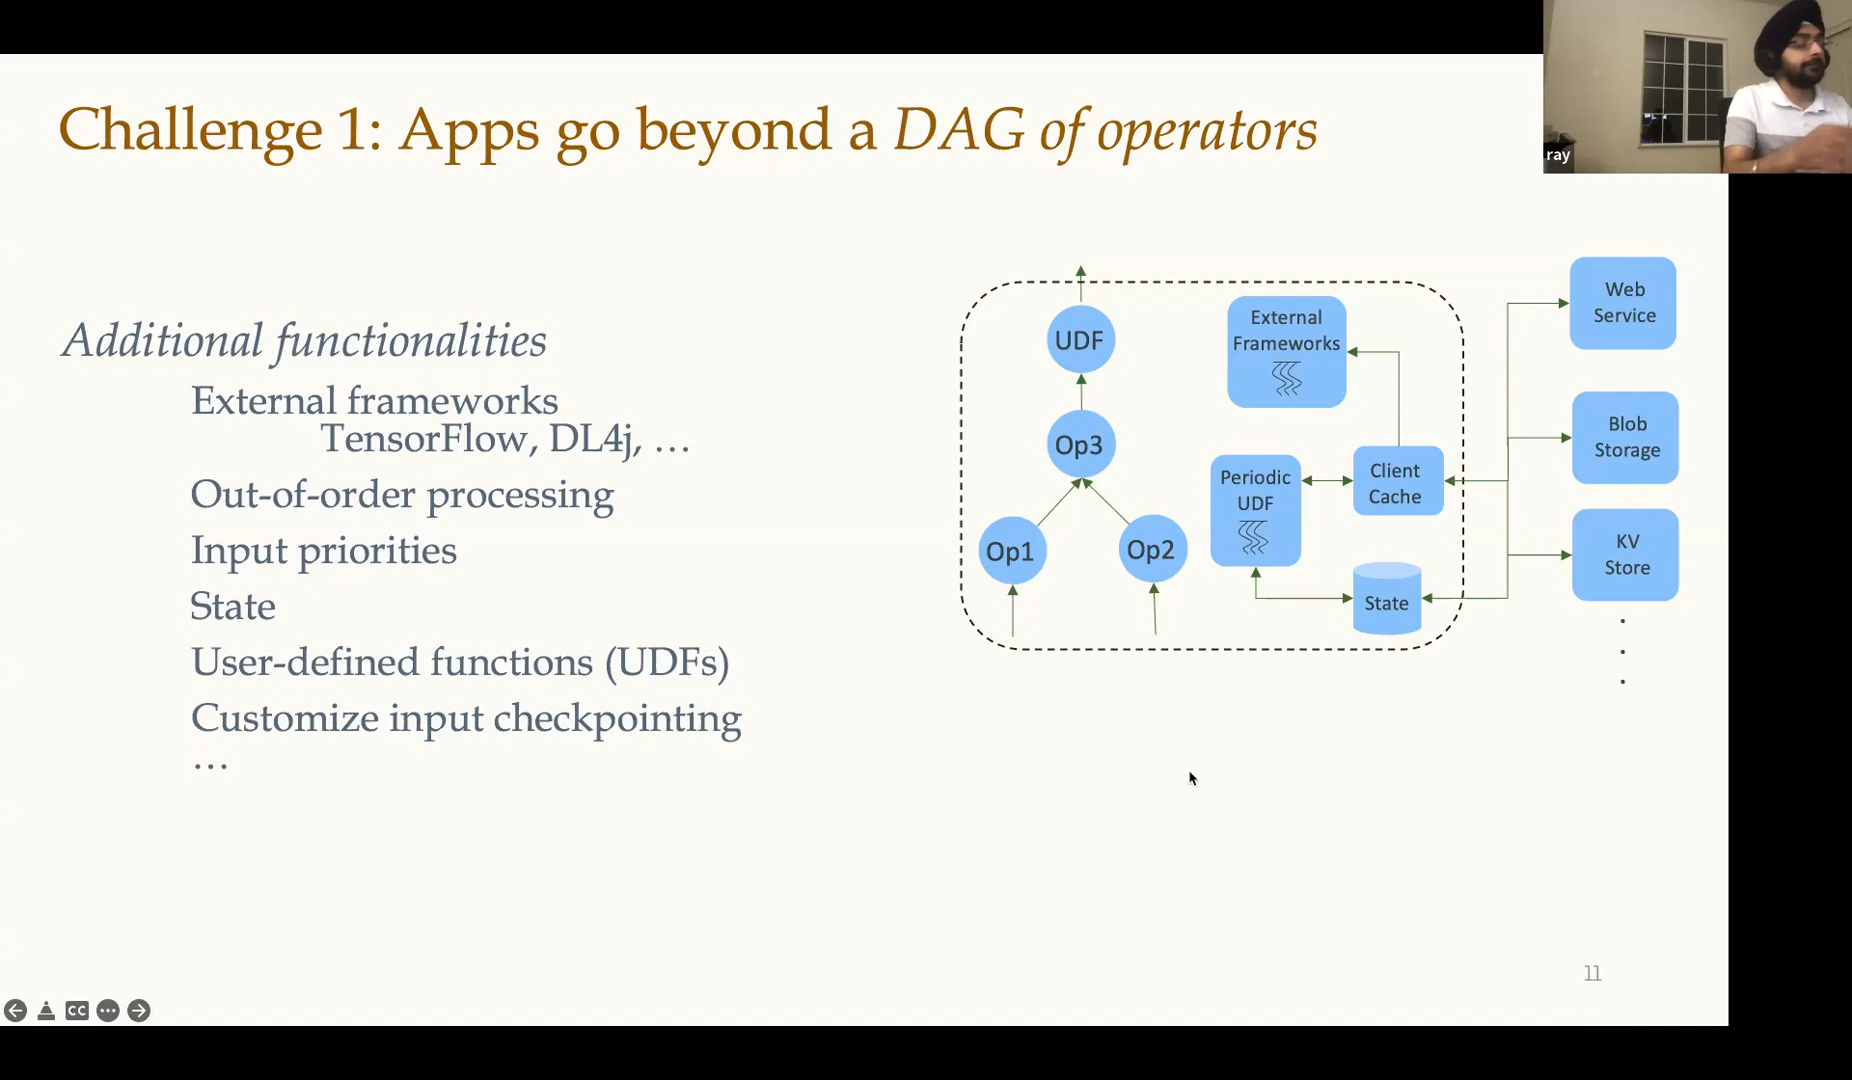 Challenge 1: Apps go beyond a DAG of operators
ray
Additional functionalities
External frameworks
TensorFlow, DL4j, …
Out-of-order processing
Input priorities
State
User-defined functions (UDFs)
Customize input checkpointing
…
UDF
Op3
Op1
Op2
External
Frameworks
Periodic
UDF
Client
Cache
State
Web
Service
Blob
Storage
KV
Store
.
.
.
11
CC